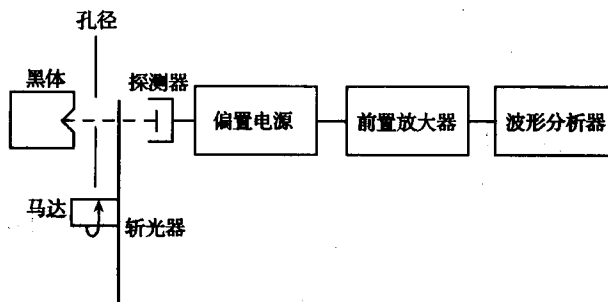 孔径
黑体
探测器
偏置电源
前置放大器
波形分析器
马达
斩光器